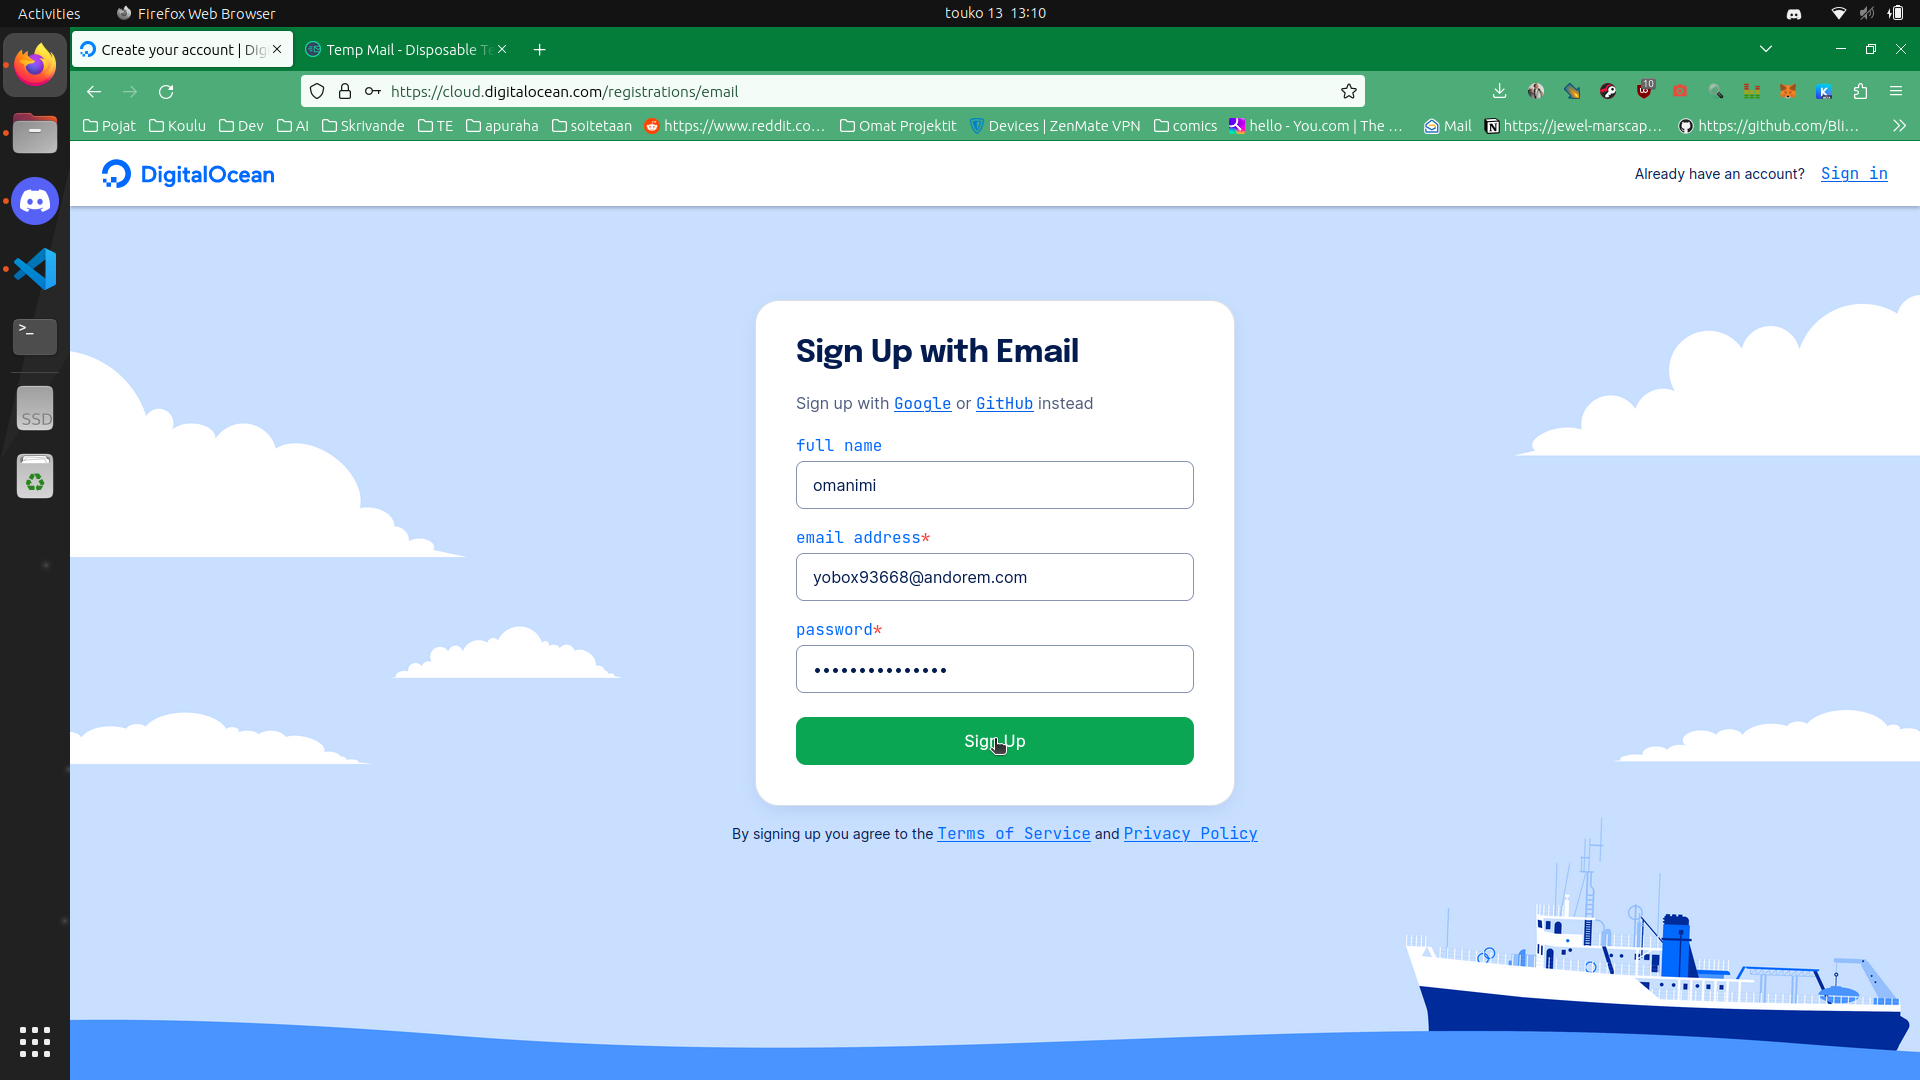 Activities
Firefox Web Browser
touko 13 13:10
Create your account | Dig
Temp Mail - Disposable Te
https://cloud.digitalocean.com/registrations/email
10
Pojat
Koulu
Dev
AI
Skrivande
TE
apuraha
soitetaan
https://www.reddit.co…
Omat Projektit
Devices | ZenMate VPN
comics
hello - You.com | The …
Mail
https://jewel-marscap…
https://github.com/Bli…
DigitalOcean
Already have an account? Sign in
Sign Up with Email
Sign up with Google or GitHub instead
full name
omanimi
email address*
yobox93668@andorem.com
password*
•••••••••••••••
Sign Up
By signing up you agree to the Terms of Service and Privacy Policy
>_
SSD